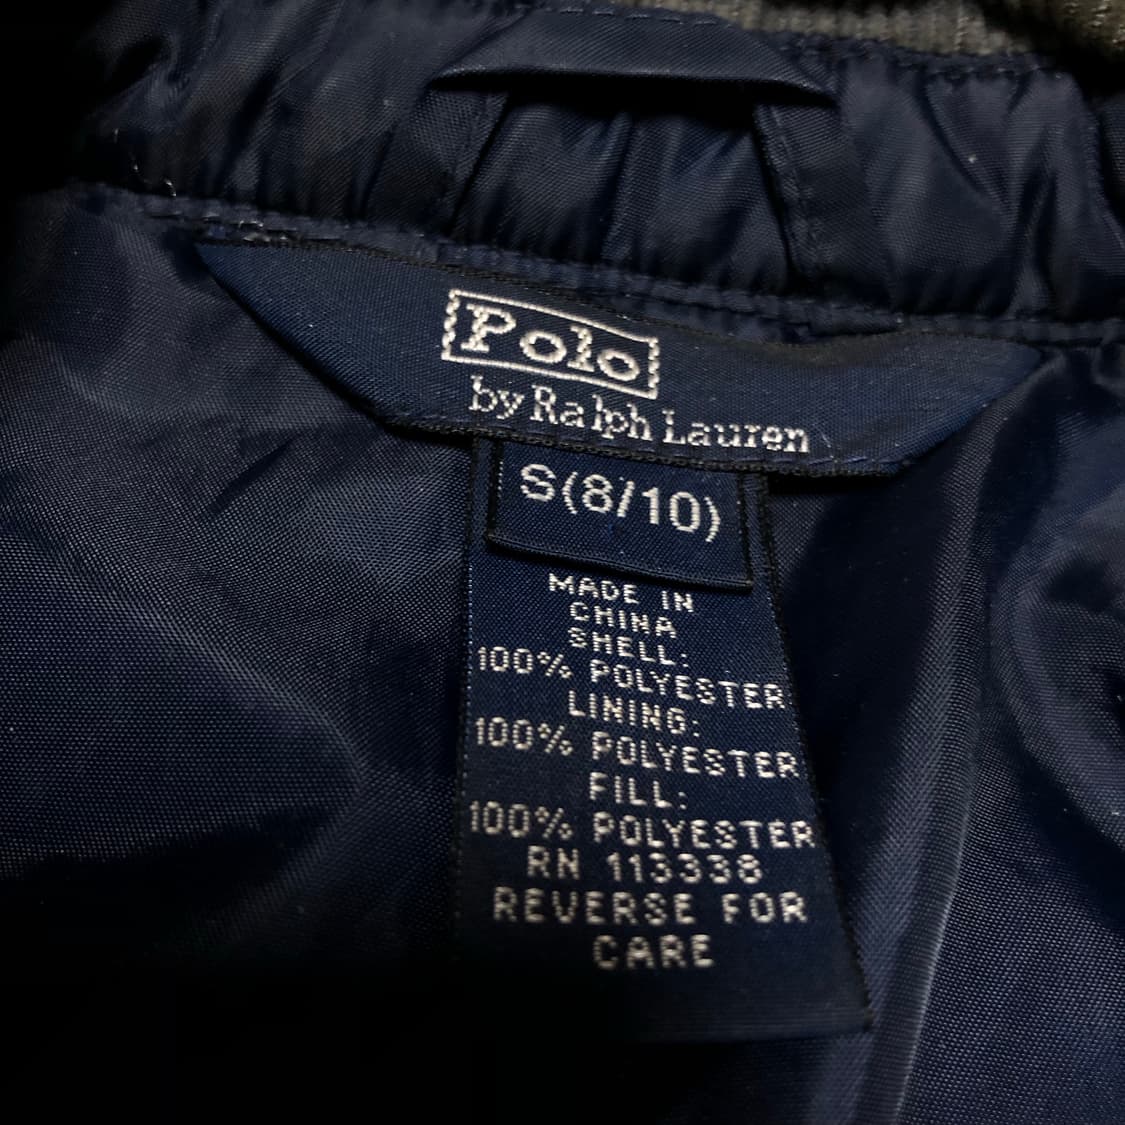 Polo
by Ralph Lauren
S(8/10)
MADE IN
CHINA
SHELL:
100% POLYESTER
LINING:
100% POLYESTER
FILL:
100% POLYESTER
RN 113338
REVERSE FOR
CARE